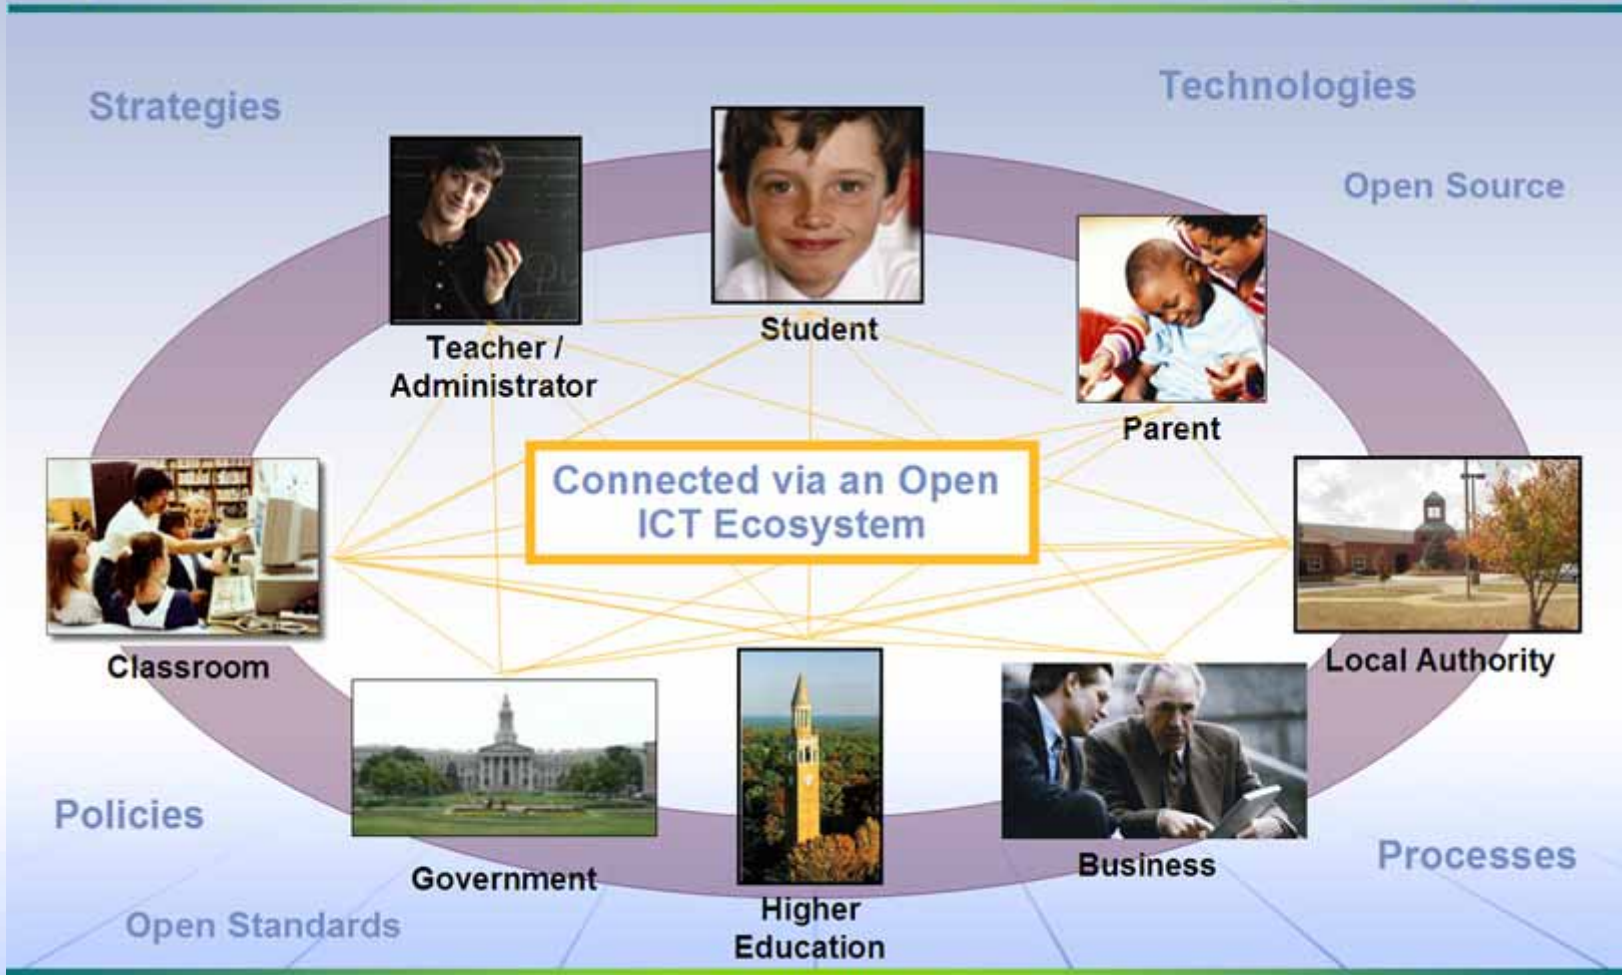 Strategies
Technologies
Open Source
Student
Teacher /
Administrator
Parent
Connected via an Open
ICT Ecosystem
Classroom
Local Authority
Policies
Government
Business
Processes
Higher
Education
Open Standards